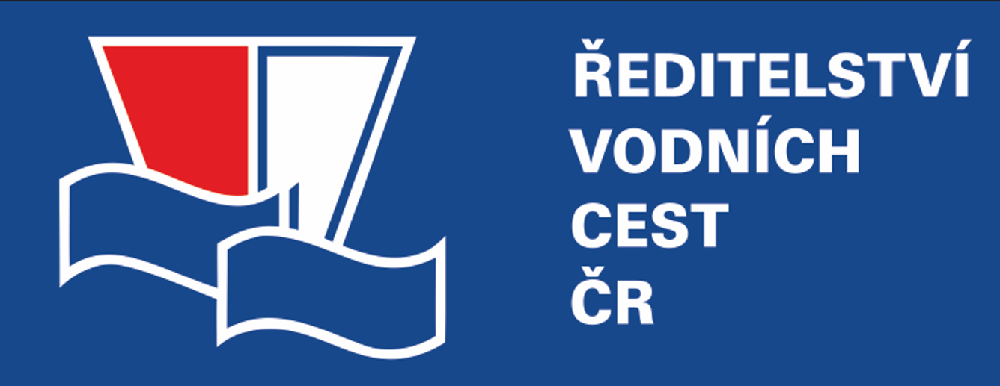 ŘEDITELSTVÍ
VODNÍCH
CEST
ČR